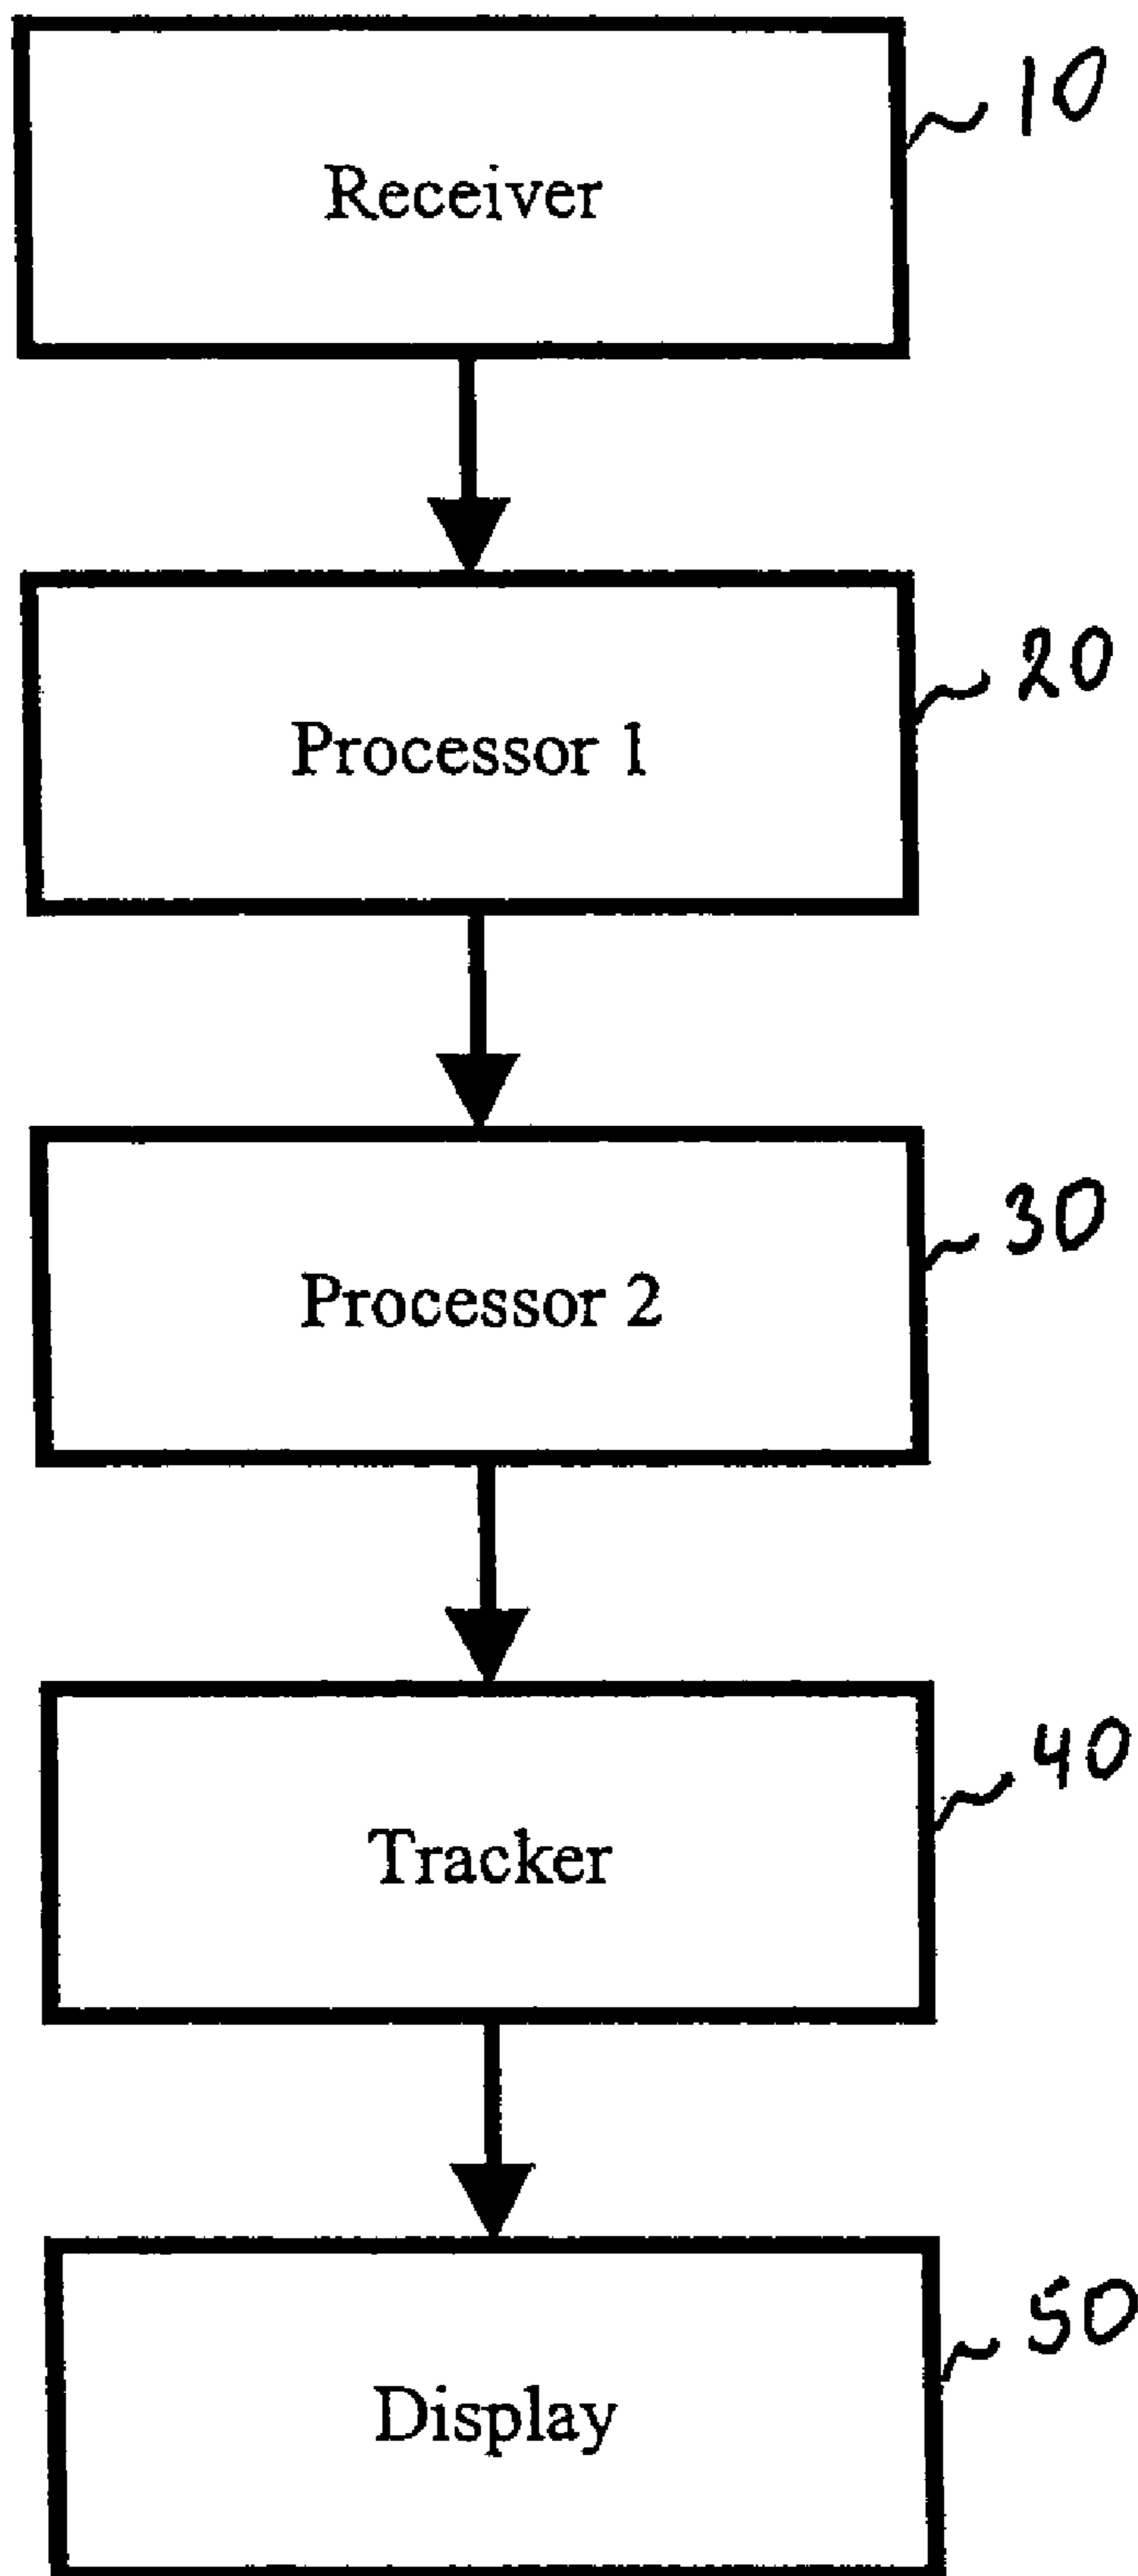 Receiver
10
Processor 1
20
Processor 2
30
Tracker
40
Display
50